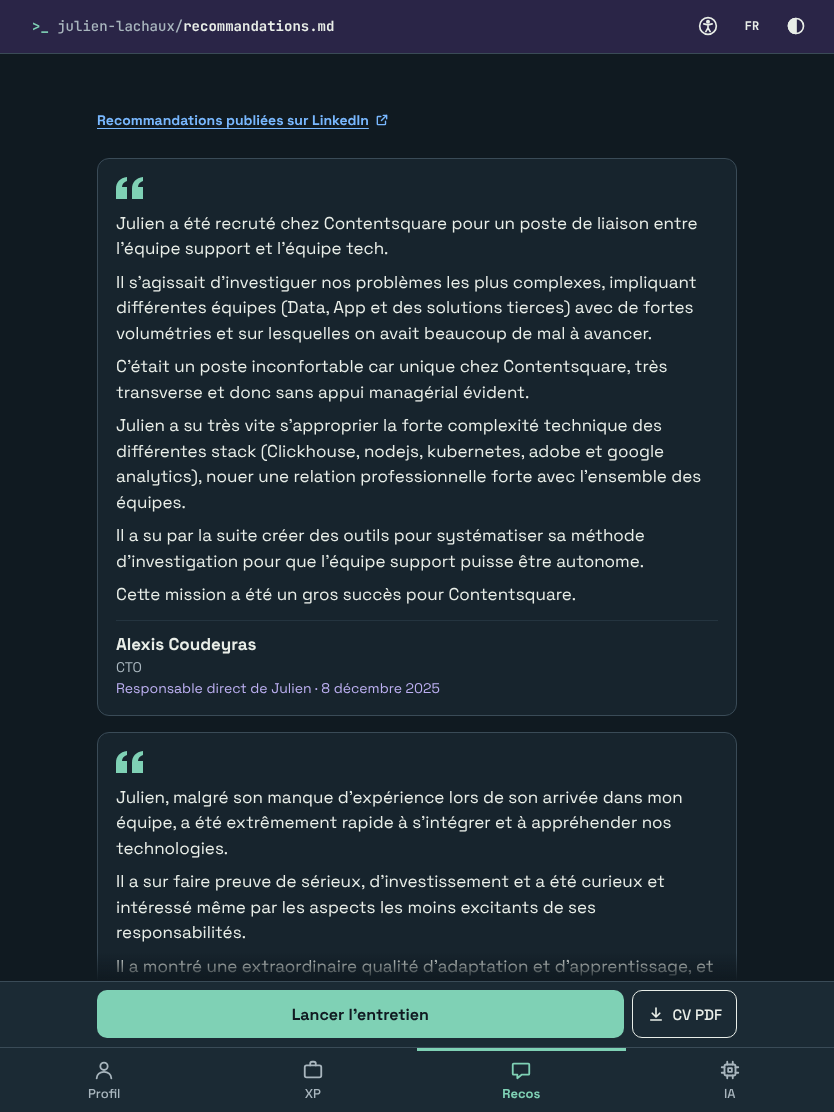 >_ julien-lachaux/recommandations.md
FR
Recommandations publiées sur LinkedIn
Julien a été recruté chez Contentsquare pour un poste de liaison entre
l'équipe support et l'équipe tech.
Il s'agissait d'investiguer nos problèmes les plus complexes, impliquant
différentes équipes (Data, App et des solutions tierces) avec de fortes
volumétries et sur lesquelles on avait beaucoup de mal à avancer.
C'était un poste inconfortable car unique chez Contentsquare, très
transverse et donc sans appui managérial évident.
Julien a su très vite s'approprier la forte complexité technique des
différentes stack (Clickhouse, nodejs, kubernetes, adobe et google
analytics), nouer une relation professionnelle forte avec l'ensemble des
équipes.
Il a su par la suite créer des outils pour systématiser sa méthode
d'investigation pour que l'équipe support puisse être autonome.
Cette mission a été un gros succès pour Contentsquare.
Alexis Coudeyras
CTO
Responsable direct de Julien · 8 décembre 2025
Julien, malgré son manque d'expérience lors de son arrivée dans mon
équipe, a été extrêmement rapide à s'intégrer et à appréhender nos
technologies.
Il a sur faire preuve de sérieux, d'investissement et a été curieux et
intéressé même par les aspects les moins excitants de ses
responsabilités.
Il a montré une extraordinaire qualité d'adaptation et d'apprentissage, et
Lancer l'entretien
CV PDF
Profil
XP
Recos
IA